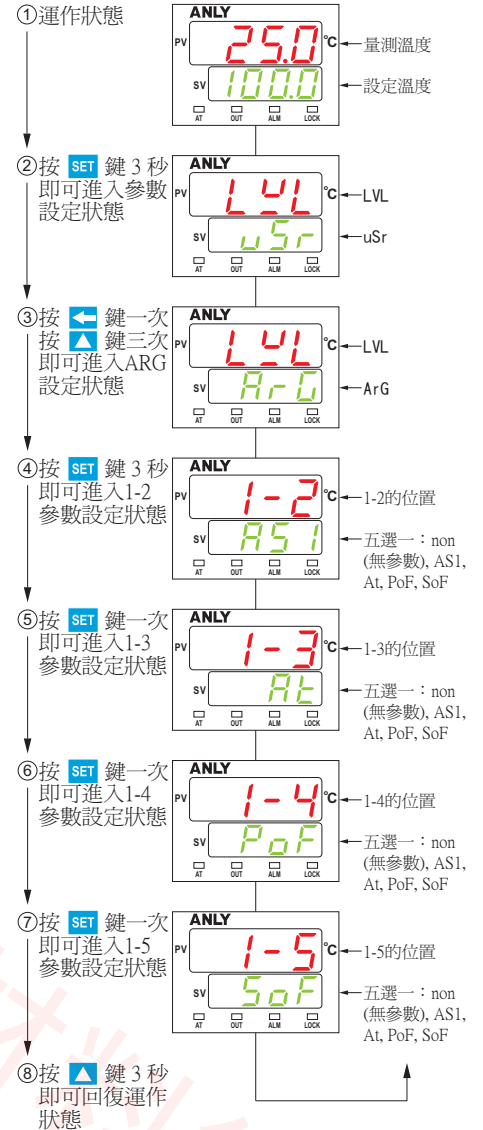 ①運作狀態
ANLY
PV 25.0 °C
量測溫度
SV 100.0
設定溫度
AT OUT ALM LOCK
②按 SET 鍵 3 秒
即可進入參數
設定狀態
ANLY
PV LVL °C
LVL
SV uSr
uSr
AT OUT ALM LOCK
③按 鍵一次
按 鍵三次
即可進入ARG
設定狀態
ANLY
PV LVL °C
LVL
SV ArG
ArG
AT OUT ALM LOCK
④按 SET 鍵 3 秒
即可進入1-2
參數設定狀態
ANLY
PV 1-2 °C
1-2的位置
SV AS1
五選一：non
(無參數), AS1,
At, PoF, SoF
AT OUT ALM LOCK
⑤按 SET 鍵一次
即可進入1-3
參數設定狀態
ANLY
PV 1-3 °C
1-3的位置
SV At
五選一：non
(無參數), AS1,
At, PoF, SoF
AT OUT ALM LOCK
⑥按 SET 鍵一次
即可進入1-4
參數設定狀態
ANLY
PV 1-4 °C
1-4的位置
SV PoF
五選一：non
(無參數), AS1,
At, PoF, SoF
AT OUT ALM LOCK
⑦按 SET 鍵一次
即可進入1-5
參數設定狀態
ANLY
PV 1-5 °C
1-5的位置
SV SoF
五選一：non
(無參數), AS1,
At, PoF, SoF
AT OUT ALM LOCK
⑧按 鍵 3 秒
即可回復運作
狀態